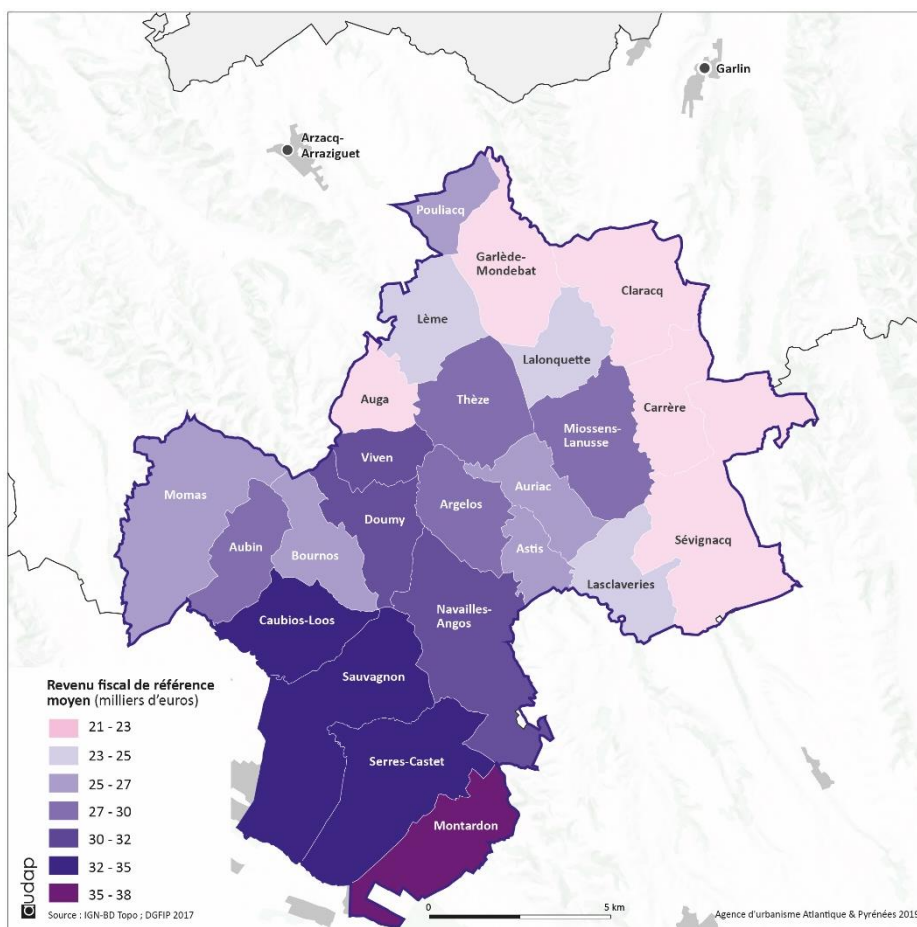 Garlin
Arzacq-
Arraziguet
Pouliacq
Garlède-
Mondebat
Claracq
Lème
Lalonquette
Auga
Thèze
Carrère
Miossens-
Lanusse
Viven
Momas
Auriac
Argelos
Doumy
Sévignacq
Aubin
Bournos
Astis
Lasclaveries
Caubios-Loos
Navailles-
Angos
Sauvagnon
Revenu fiscal de référence
moyen (milliers d'euros)
21 - 23
23 - 25
25 - 27
27 - 30
30 - 32
32 - 35
35 - 38
Serres-Castet
Montardon
audap
Source : IGN-BD Topo ; DGFIP 2017
0
5 km
Agence d'urbanisme Atlantique & Pyrénées 2019